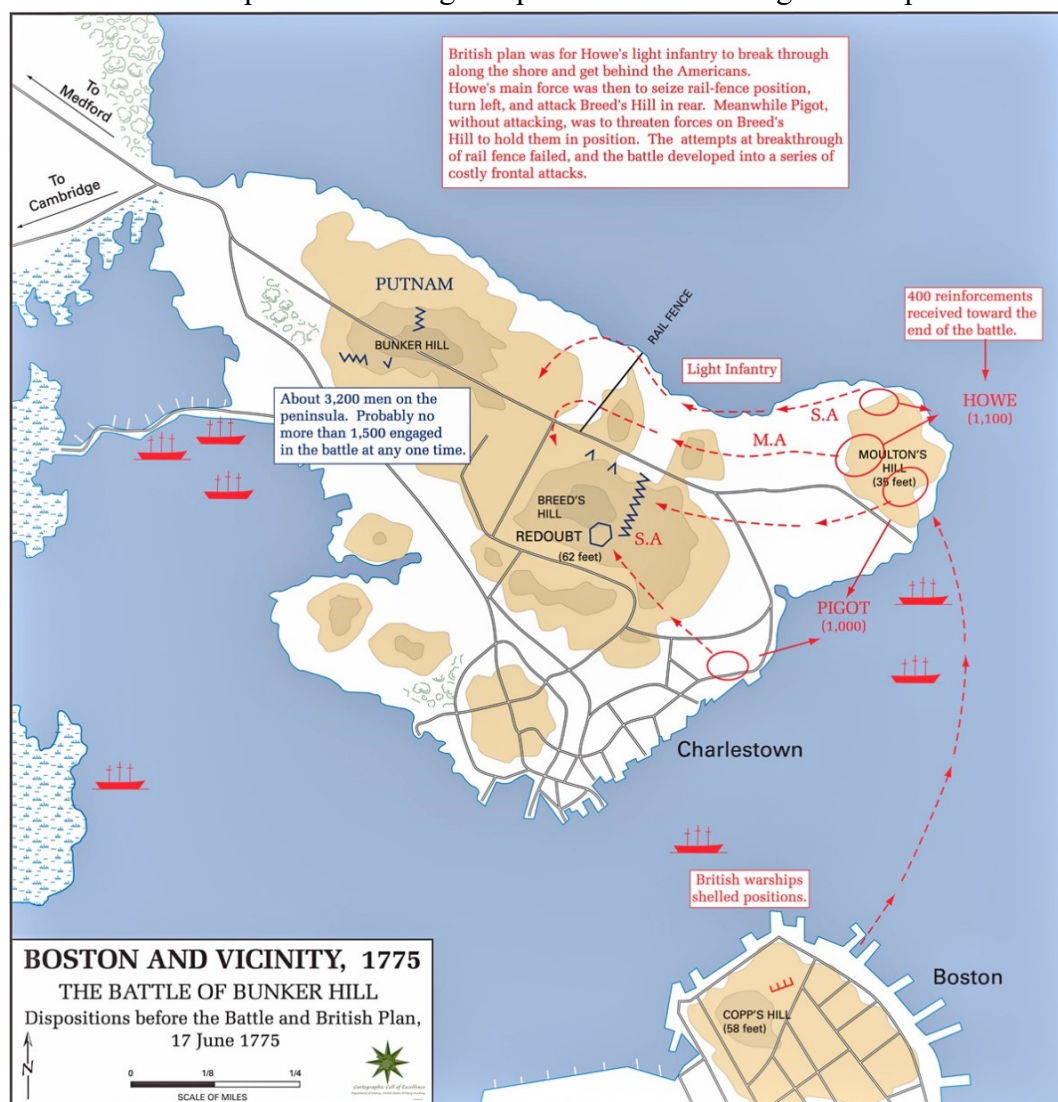 British plan was for Howe's light infantry to break through
along the shore and get behind the Americans.
Howe's main force was then to seize rail-fence position,
turn left, and attack Breed's Hill in rear. Meanwhile Pigot,
without attacking, was to threaten forces on Breed's
Hill to hold them in position. The attempts at breakthrough
of rail fence failed, and the battle developed into a series of
costly frontal attacks.
To
Medford
To
Cambridge
PUTNAM
BUNKER HILL
RAIL FENCE
400 reinforcements
received toward the
end of the battle.
Light Infantry
HOWE
(1,100)
S.A
M.A
MOULTON'S
HILL
(35 feet)
About 3,200 men on the
peninsula. Probably no
more than 1,500 engaged
in the battle at any one time.
BREED'S
HILL
REDOUBT
(62 feet)
S.A
PIGOT
(1,000)
Charlestown
British warships
shelled positions.
Boston
COPP'S HILL
(58 feet)
BOSTON AND VICINITY, 1775
THE BATTLE OF BUNKER HILL
Dispositions before the Battle and British Plan,
17 June 1775
N
0 1/8 1/4
SCALE OF MILES
Cartographic Cell of Excellence